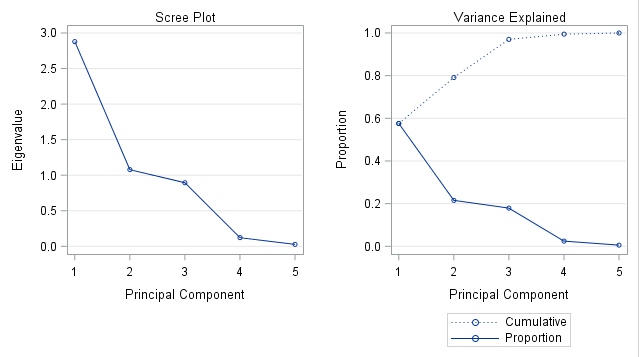 Scree Plot
3.0
2.5
2.0
1.5
1.0
0.5
0.0
Eigenvalue
1 2 3 4 5
Principal Component
Variance Explained
1.0
0.8
0.6
0.4
0.2
0.0
Proportion
1 2 3 4 5
Principal Component
Cumulative
Proportion